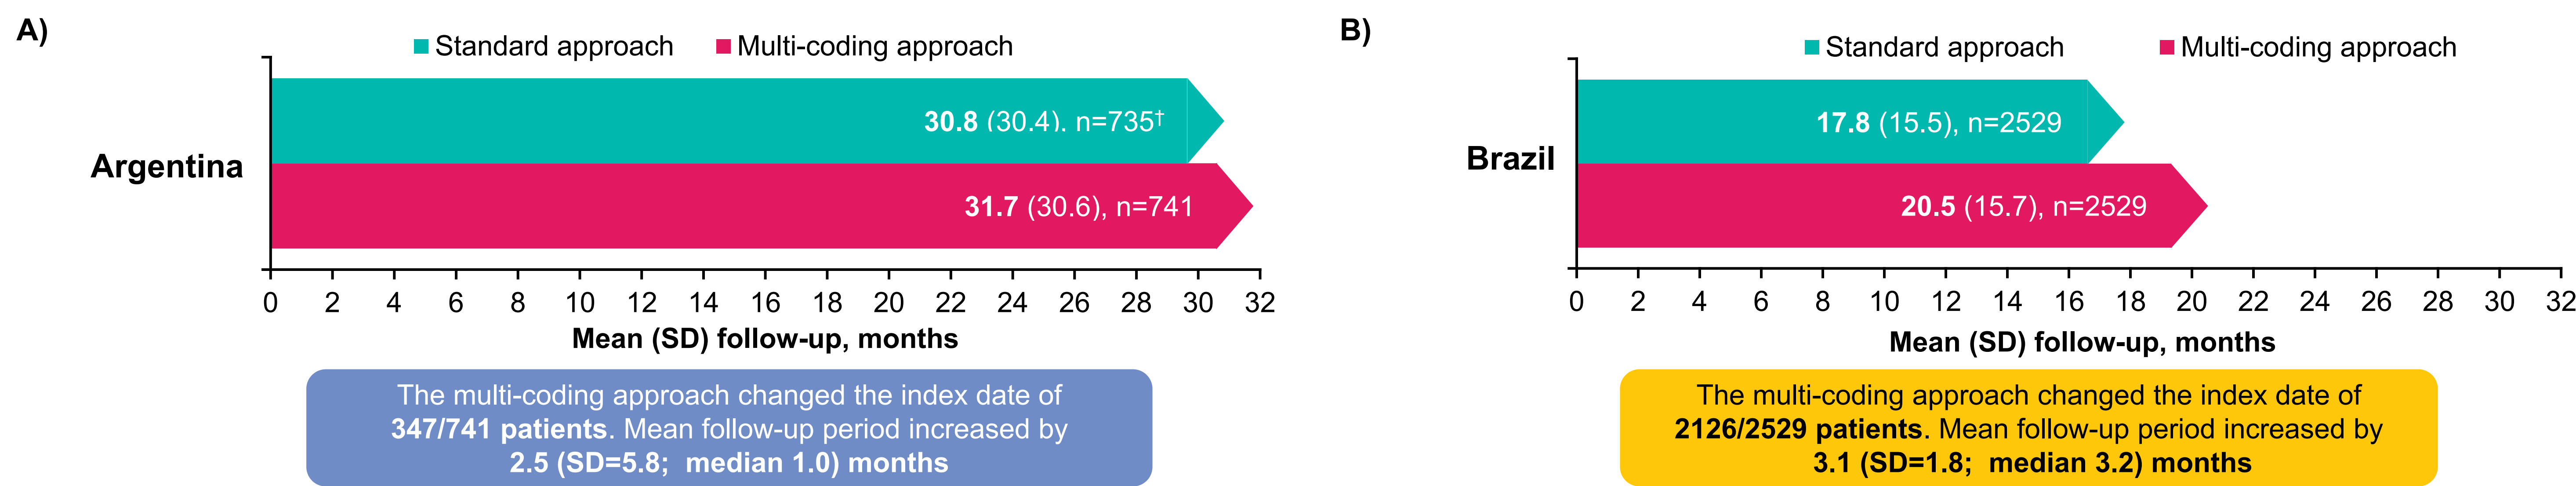 A)
Standard approach
Multi-coding approach
30.8 (30.4), n=735†
Argentina
31.7 (30.6), n=741
0 2 4 6 8 10 12 14 16 18 20 22 24 26 28 30 32
Mean (SD) follow-up, months
The multi-coding approach changed the index date of
347/741 patients. Mean follow-up period increased by
2.5 (SD=5.8; median 1.0) months
B)
Standard approach
Multi-coding approach
17.8 (15.5), n=2529
Brazil
20.5 (15.7), n=2529
0 2 4 6 8 10 12 14 16 18 20 22 24 26 28 30 32
Mean (SD) follow-up, months
The multi-coding approach changed the index date of
2126/2529 patients. Mean follow-up period increased by
3.1 (SD=1.8; median 3.2) months